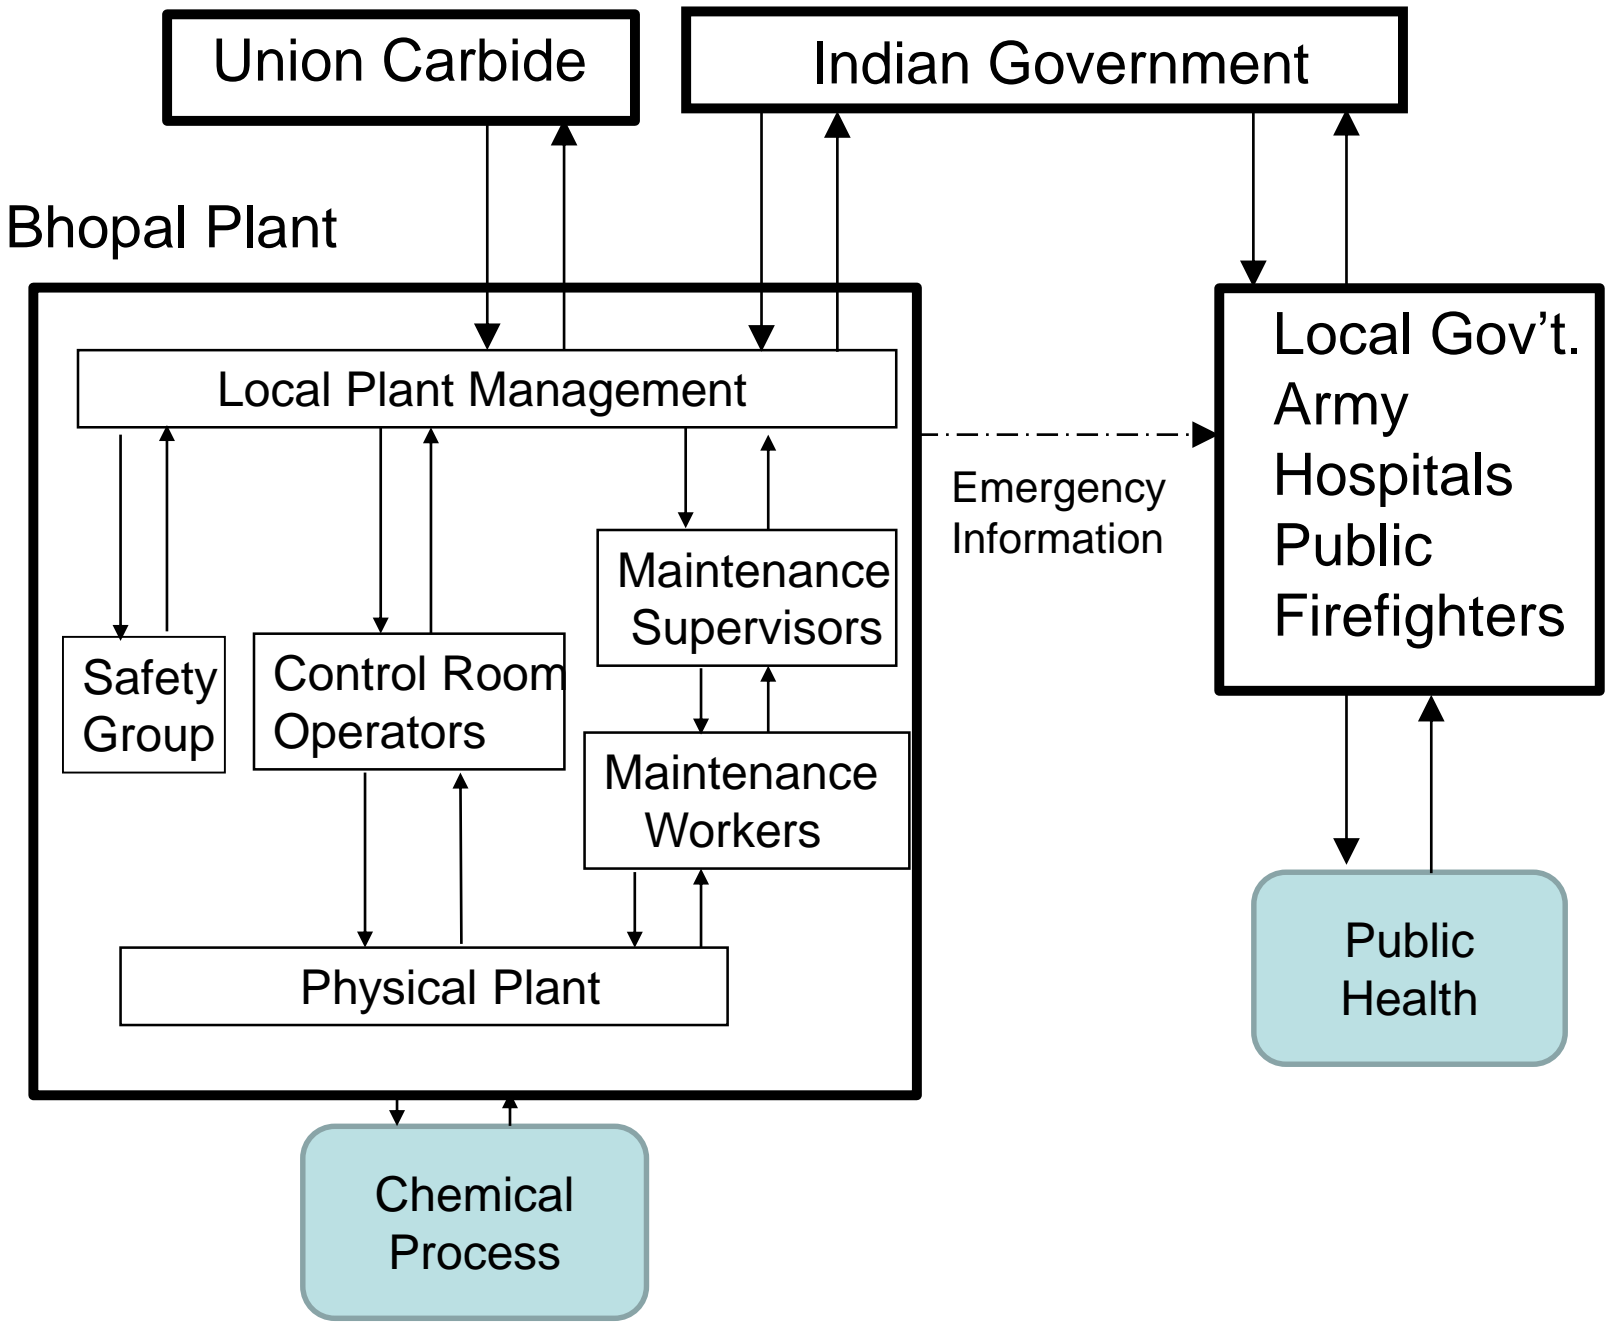 Union Carbide
Indian Government
Bhopal Plant
Local Plant Management
Safety
Group
Control Room
Operators
Maintenance
Supervisors
Maintenance
Workers
Physical Plant
Emergency
Information
Local Gov’t.
Army
Hospitals
Public
Firefighters
Public
Health
Chemical
Process